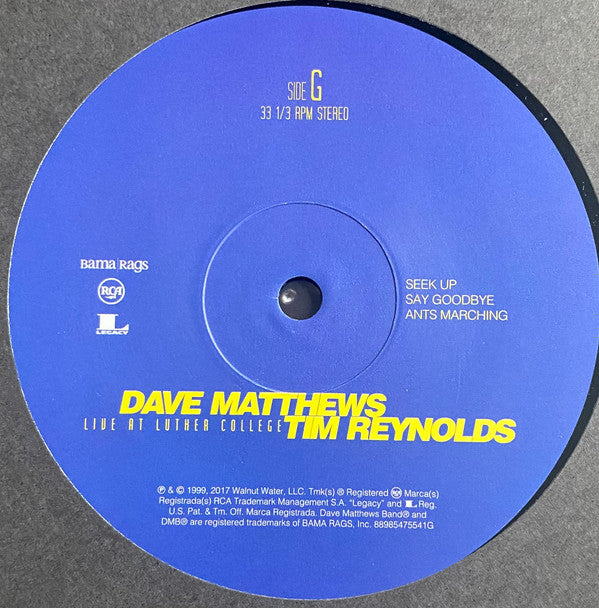 SIDE G
33 1/3 RPM STEREO
Bama Rags
RCA
L
LEGACY
SEEK UP
SAY GOODBYE
ANTS MARCHING
DAVE MATTHEWS
LIVE AT LUTHER COLLEGE TIM REYNOLDS
℗ & © 1999, 2017 Walnut Water, LLC. Tmk(s) ® Registered RCA Marca(s)
Registrada(s) RCA Trademark Management S.A. "Legacy" and L Reg.
U.S. Pat. & Tm. Off. Marca Registrada. Dave Matthews Band® and
DMB® are registered trademarks of BAMA RAGS, Inc. 88985475541G